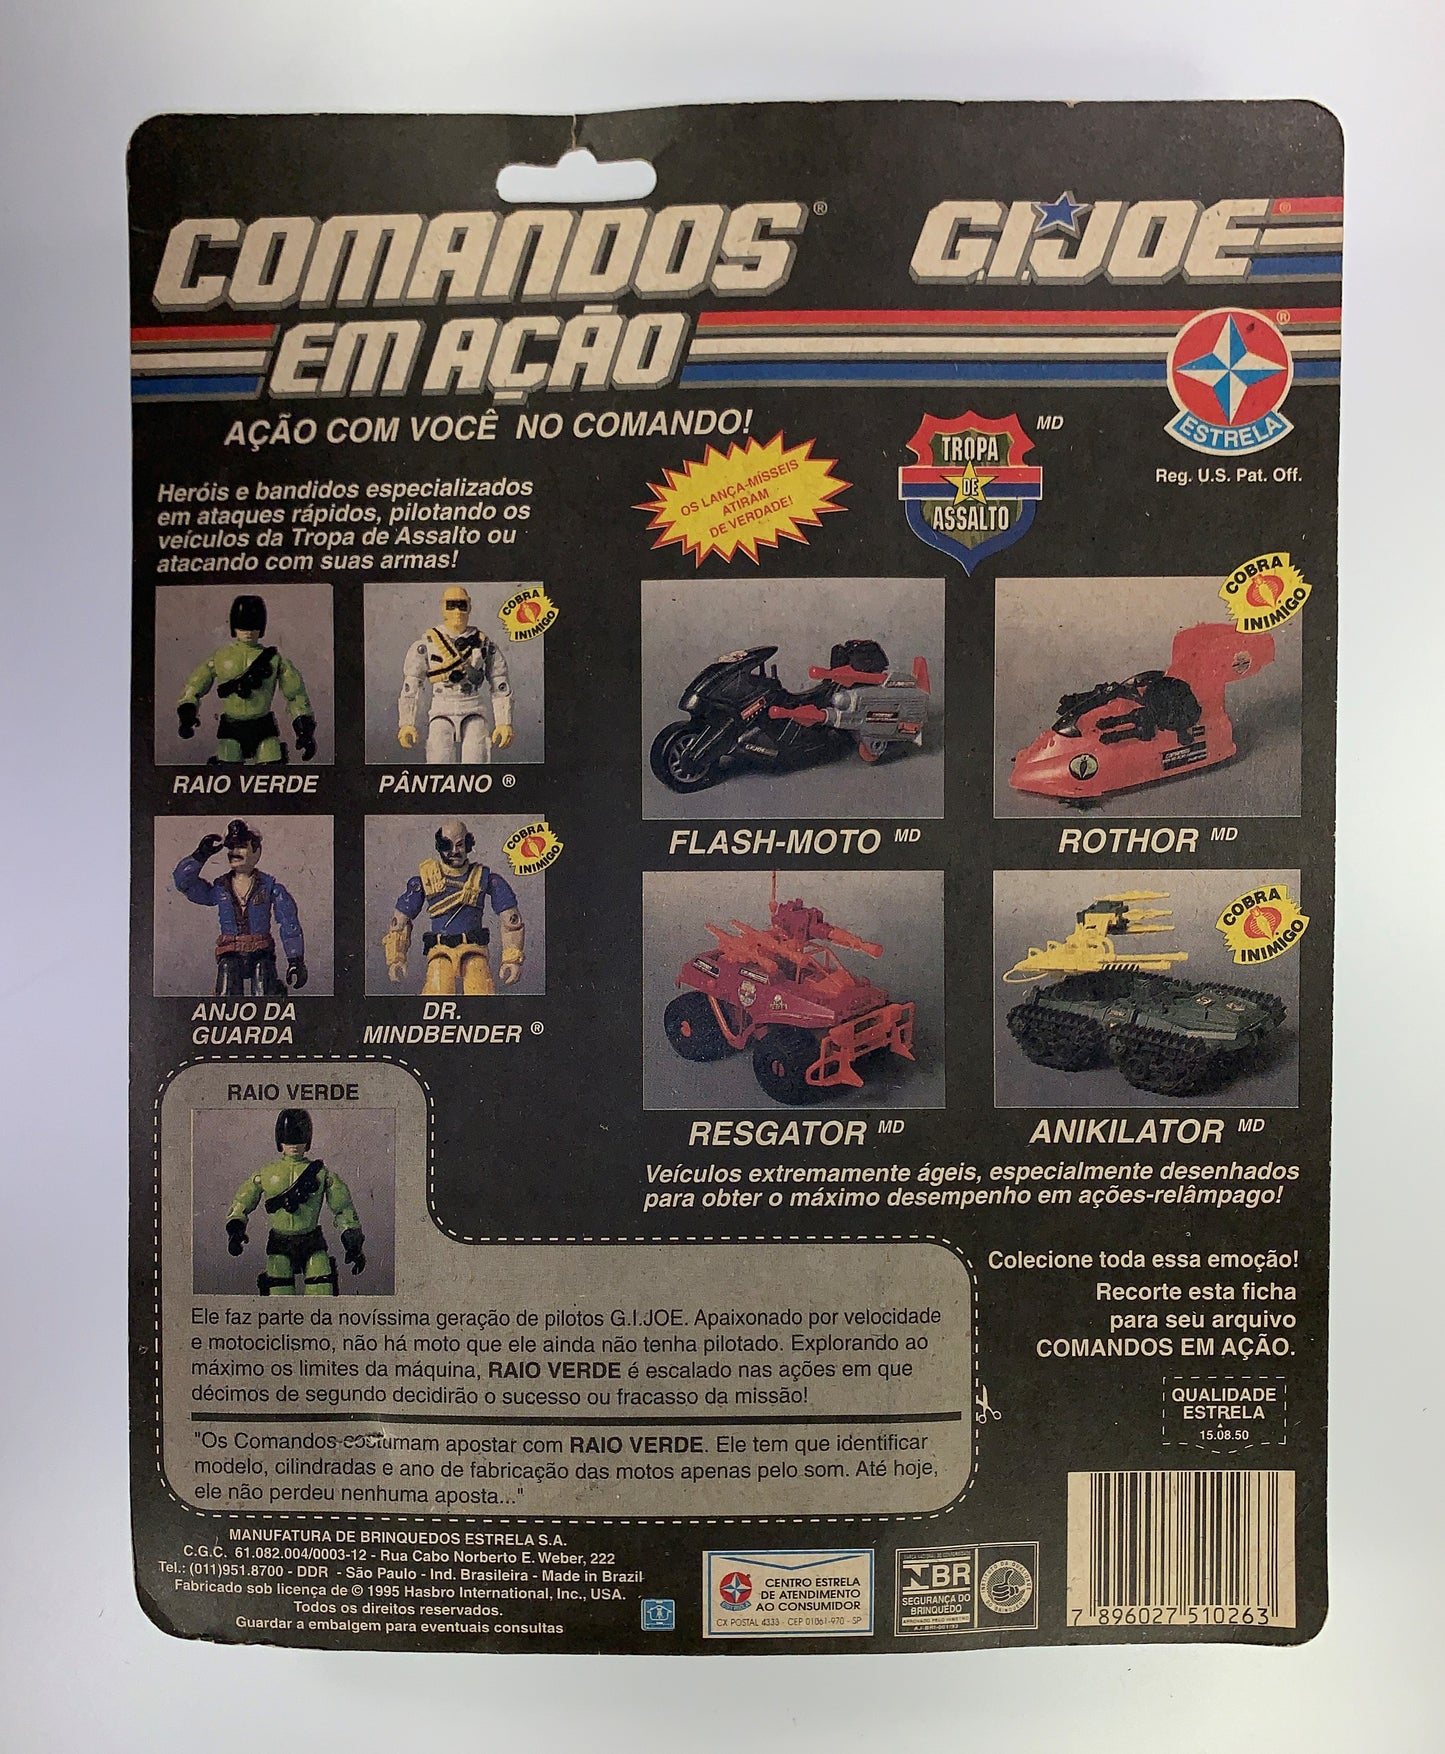 COMANDOS®
EM AÇÃO
G.I.JOE®
ESTRELA®
Reg. U.S. Pat. Off.
AÇÃO COM VOCÊ NO COMANDO!
Heróis e bandidos especializados
em ataques rápidos, pilotando os
veículos da Tropa de Assalto ou
atacando com suas armas!
OS LANÇA-MÍSSEIS
ATIRAM
DE VERDADE!
TROPA
DE
ASSALTO
MD
RAIO VERDE
COBRA
INIMIGO
PÂNTANO ®
ANJO DA
GUARDA
COBRA
INIMIGO
DR.
MINDBENDER ®
FLASH-MOTO MD
COBRA
INIMIGO
ROTHOR MD
RESGATOR MD
COBRA
INIMIGO
ANIKILATOR MD
Veículos extremamente ágeis, especialmente desenhados
para obter o máximo desempenho em ações-relâmpago!
RAIO VERDE
Ele faz parte da novíssima geração de pilotos G.I.JOE. Apaixonado por velocidade
e motociclismo, não há moto que ele ainda não tenha pilotado. Explorando ao
máximo os limites da máquina, RAIO VERDE é escalado nas ações em que
décimos de segundo decidirão o sucesso ou fracasso da missão!
"Os Comandos costumam apostar com RAIO VERDE. Ele tem que identificar
modelo, cilindradas e ano de fabricação das motos apenas pelo som. Até hoje,
ele não perdeu nenhuma aposta..."
Colecione toda essa emoção!
Recorte esta ficha
para seu arquivo
COMANDOS EM AÇÃO.
QUALIDADE
ESTRELA
15.08.50
MANUFATURA DE BRINQUEDOS ESTRELA S.A.
C.G.C. 61.082.004/0003-12 - Rua Cabo Norberto E. Weber, 222
Tel.: (011)951.8700 - DDR - São Paulo - Ind. Brasileira - Made in Brazil
Fabricado sob licença de © 1995 Hasbro International, Inc., USA.
Todos os direitos reservados.
Guardar a embalgem para eventuais consultas
ESTRELA
CENTRO ESTRELA
DE ATENDIMENTO
AO CONSUMIDOR
CX POSTAL 4333 - CEP 01061-970 - SP
NBR
SEGURANÇA DO
BRINQUEDO
7 896027 510263